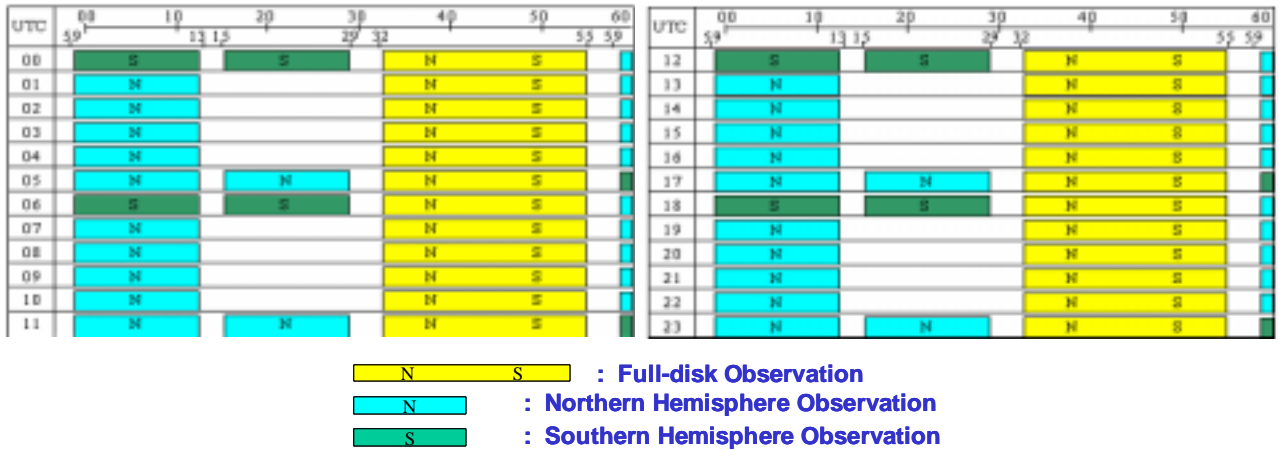 UTC 00 10 20 30 40 50 60
59 13 15 29 32 55 59
00 S S N S
01 N N S
02 N N S
03 N N S
04 N N S
05 N N N S
06 S S N S
07 N N S
08 N N S
09 N N S
10 N N S
11 N N N S
UTC 00 10 20 30 40 50 60
59 13 15 29 32 55 59
12 S S N S
13 N N S
14 N N S
15 N N S
16 N N S
17 N N N S
18 S S N S
19 N N S
20 N N S
21 N N S
22 N N S
23 N N N S
N S : Full-disk Observation
N : Northern Hemisphere Observation
S : Southern Hemisphere Observation